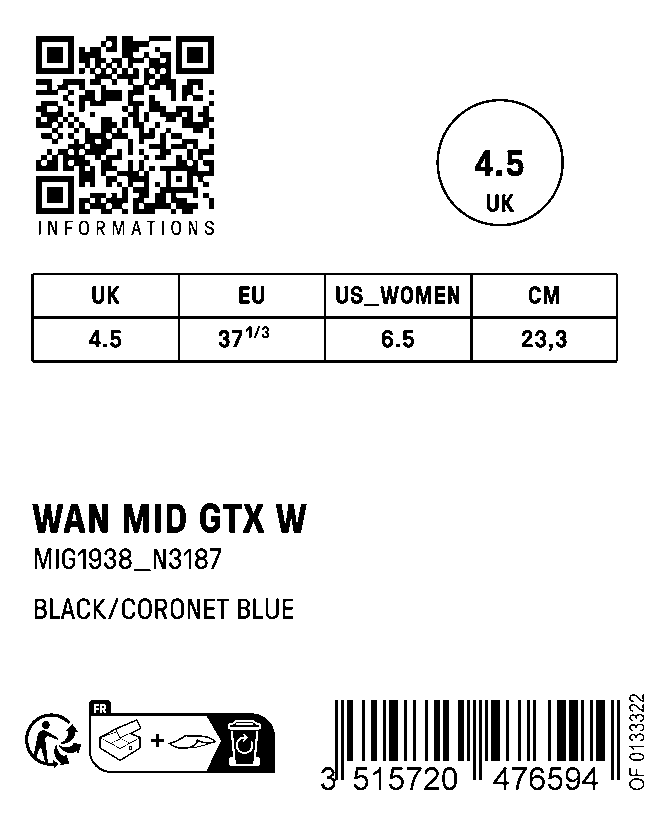 INFORMATIONS
4.5
UK
UK EU US_WOMEN CM
4.5 37 1/3 6.5 23,3
WAN MID GTX W
MIG1938_N3187
BLACK/CORONET BLUE
FR
3 515720 476594
OF 0133322